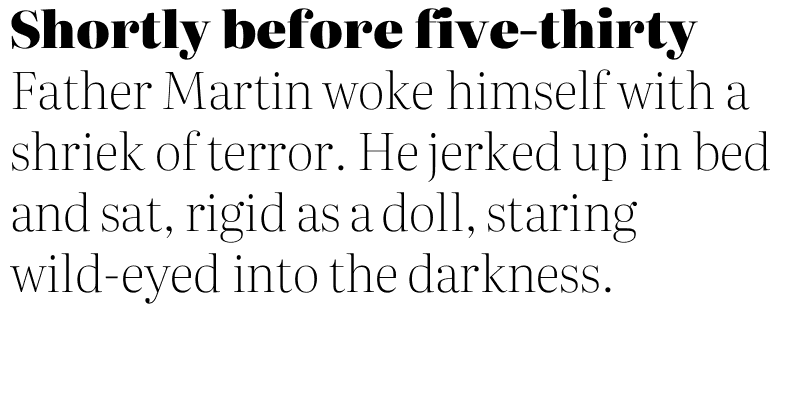 Shortly before five-thirty
Father Martin woke himself with a
shriek of terror. He jerked up in bed
and sat, rigid as a doll, staring
wild-eyed into the darkness.